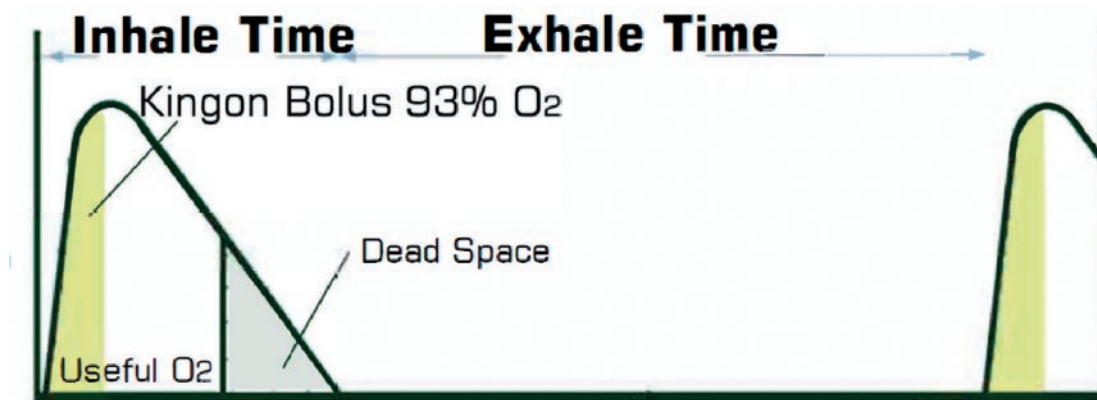 Inhale Time
Exhale Time
Kingon Bolus 93% O2
Dead Space
Useful O2